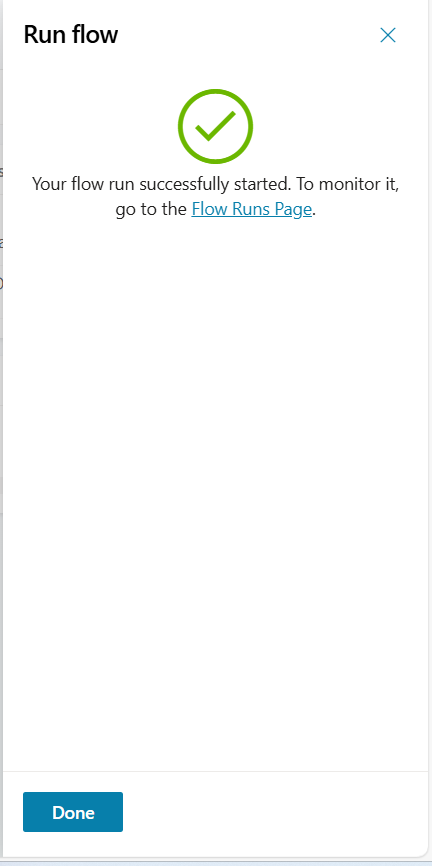 Run flow
Your flow run successfully started. To monitor it,
go to the Flow Runs Page.
Done